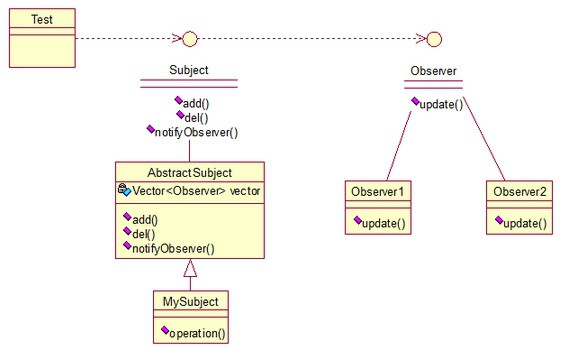 Test
Subject
add()
del()
notifyObserver()
Observer
update()
AbstractSubject
Vector<Observer> vector
add()
del()
notifyObserver()
Observer1
update()
Observer2
update()
MySubject
operation()